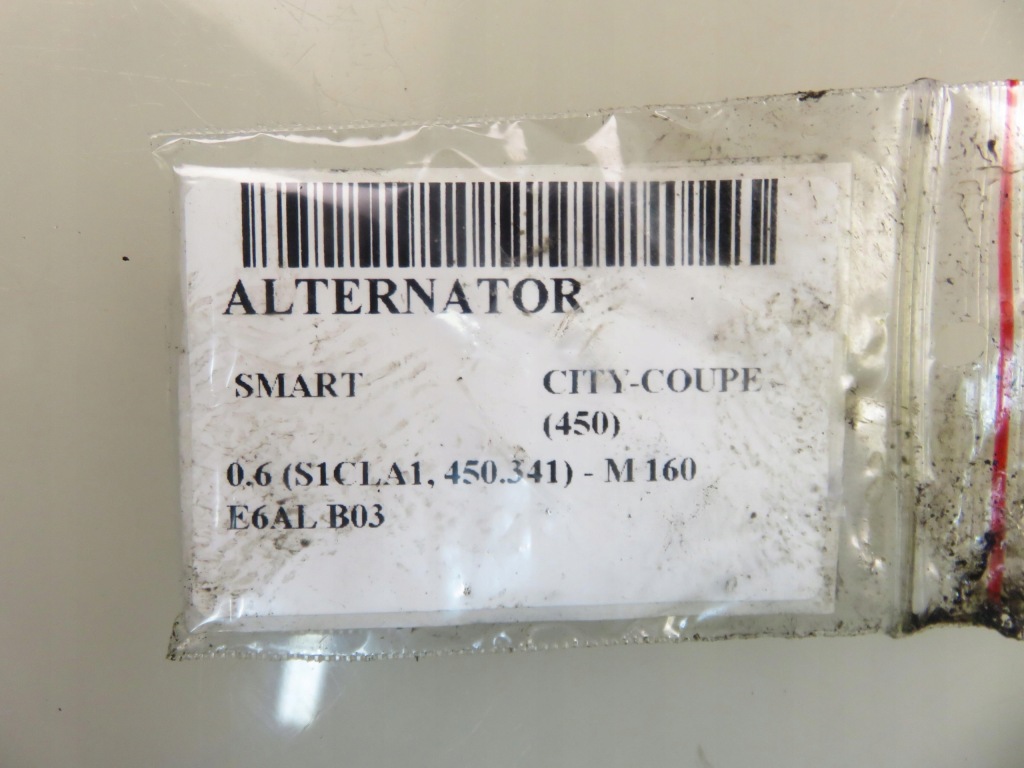 ALTERNATOR
SMART CITY-COUPE
(450)
0.6 (S1CLA1, 450.341) - M 160
E6AL B03